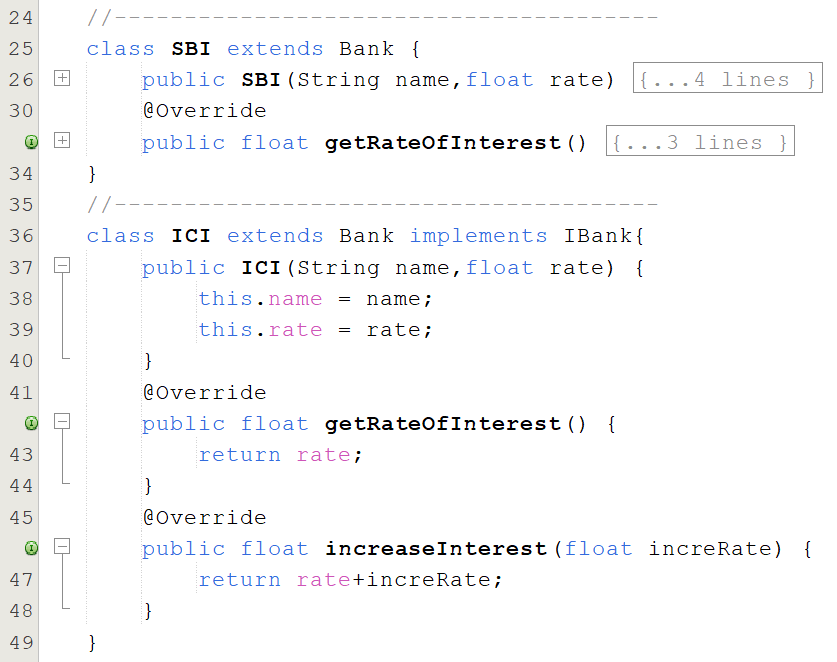 24 //---------------------------------------
25 class SBI extends Bank {
26 public SBI(String name,float rate) {...4 lines }
30 @Override
public float getRateOfInterest() {...3 lines }
34 }
35 //---------------------------------------
36 class ICI extends Bank implements IBank{
37 public ICI(String name,float rate) {
38 this.name = name;
39 this.rate = rate;
40 }
41 @Override
public float getRateOfInterest() {
43 return rate;
44 }
45 @Override
public float increaseInterest(float increRate) {
47 return rate+increRate;
48 }
49 }